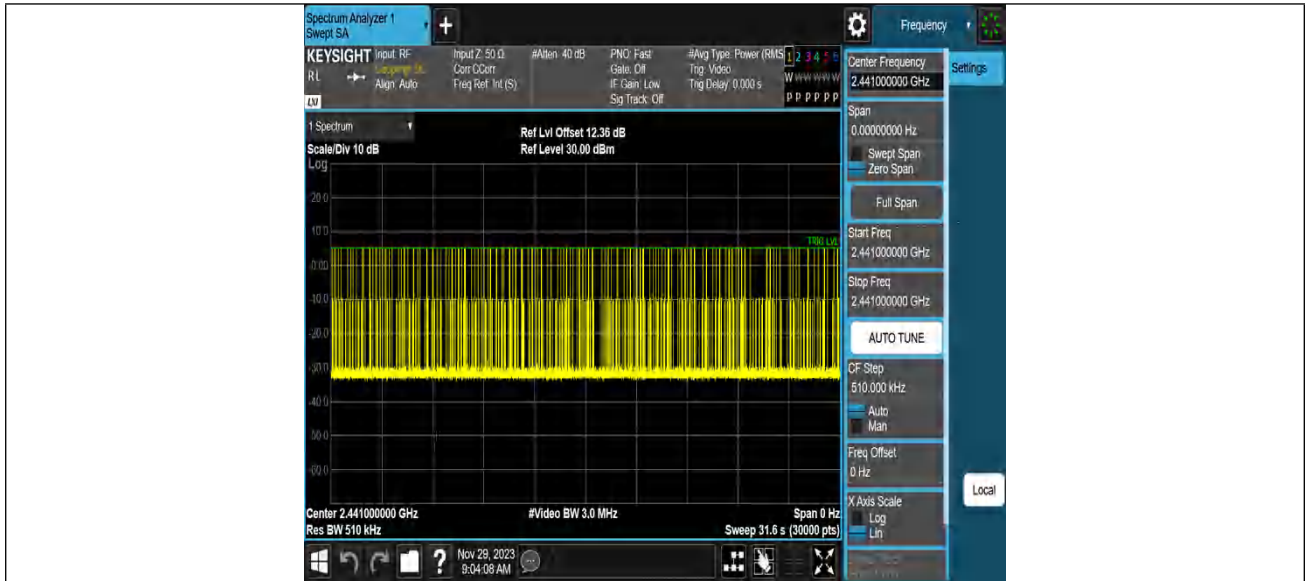 Spectrum Analyzer 1
Swept SA
+
Frequency
KEYSIGHT
RL
LXI
Input: RF
Coupling: DC
Align: Auto
Input Z: 50 Ω
Corr CCorr
Freq Ref: Int (S)
#Atten: 40 dB
PNO: Fast
Gate: Off
IF Gain: Low
Sig Track: Off
#Avg Type: Power (RMS
Trig: Video
Trig Delay: 0.000 s
1 2 3 4 5 6
W W W W W W
P P P P P P
1 Spectrum
Scale/Div 10 dB
Log
Ref Lvl Offset 12.36 dB
Ref Level 30.00 dBm
20.0
10.0
TRIG LVL
0.00
-10.0
-20.0
-30.0
-40.0
-50.0
-60.0
Center 2.441000000 GHz
Res BW 510 kHz
#Video BW 3.0 MHz
Span 0 Hz
Sweep 31.6 s (30000 pts)
?
Nov 29, 2023
9:04:08 AM
Center Frequency
2.441000000 GHz
Settings
Span
0.00000000 Hz
Swept Span
Zero Span
Full Span
Start Freq
2.441000000 GHz
Stop Freq
2.441000000 GHz
AUTO TUNE
CF Step
510.000 kHz
Auto
Man
Freq Offset
0 Hz
X Axis Scale
Log
Lin
Local